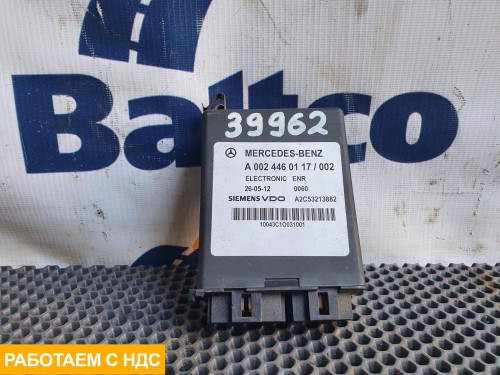 Baltco
39962
MERCEDES-BENZ
A 002 446 01 17 / 002
ELECTRONIC ENR
26-05-12 0060
SIEMENS VDO A2C53213882
10043C1O031001
РАБОТАЕМ С НДС